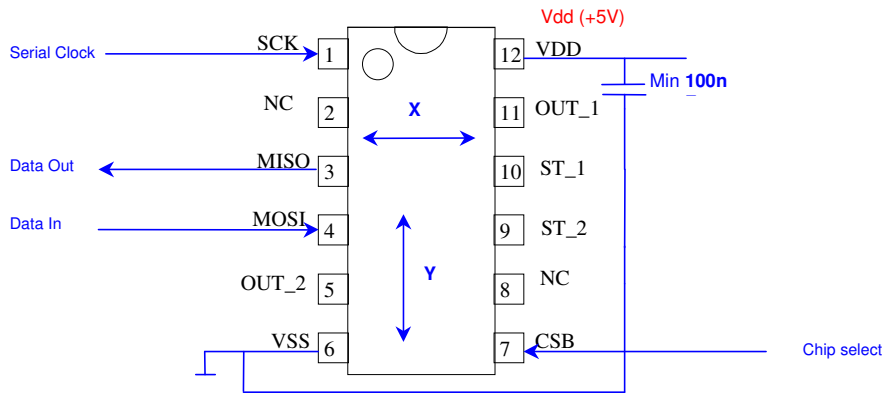 Vdd (+5V)
Serial Clock SCK 1 12 VDD
Min 100n
NC 2 X 11 OUT_1
Data Out MISO 3 10 ST_1
Data In MOSI 4 9 ST_2
OUT_2 5 Y 8 NC
VSS 6 7 CSB Chip select